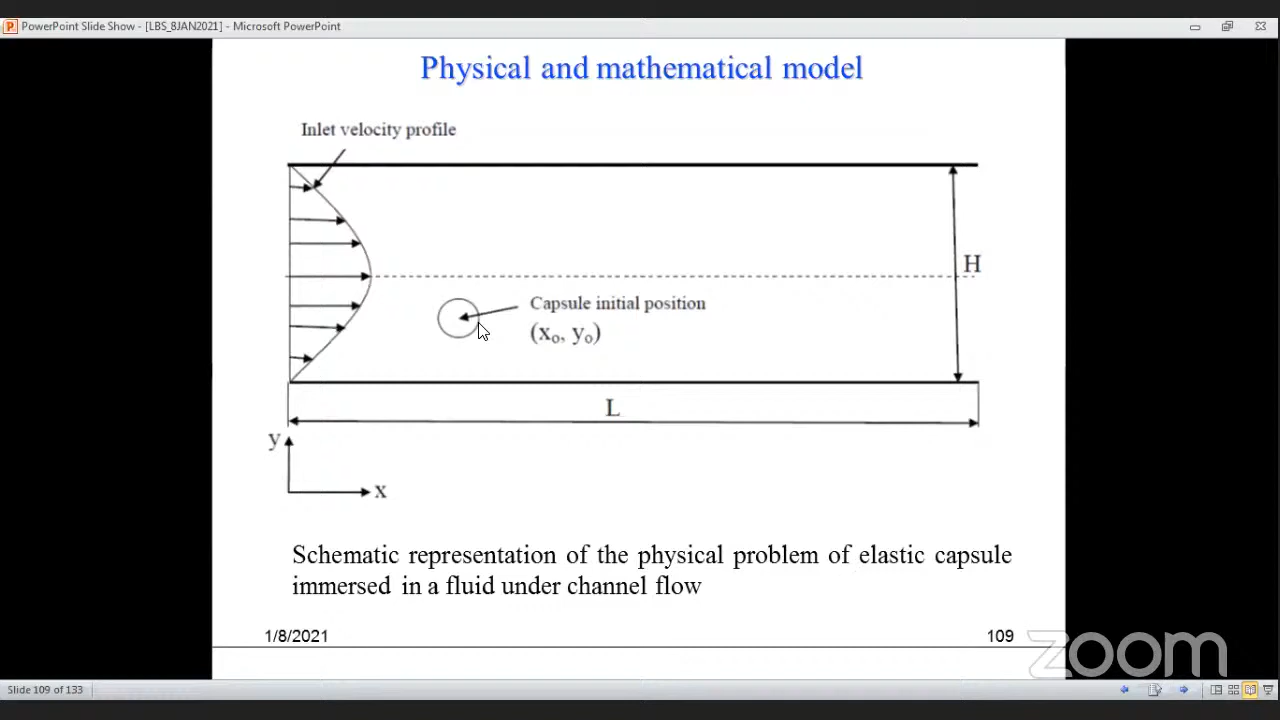 PowerPoint Slide Show - [LBS_8JAN2021] - Microsoft PowerPoint
Physical and mathematical model
Inlet velocity profile
H
Capsule initial position
(xo, yo)
L
y
x
Schematic representation of the physical problem of elastic capsule
immersed in a fluid under channel flow
1/8/2021
109
zoom
Slide 109 of 133